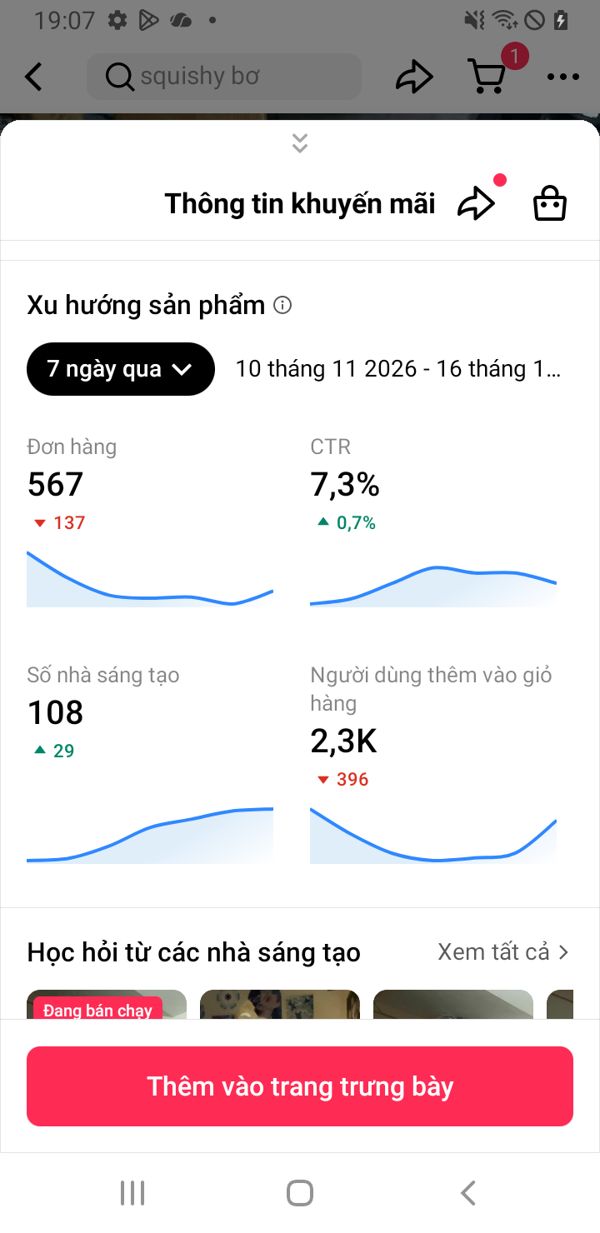 19:07
squishy bơ
1
Thông tin khuyến mãi
Xu hướng sản phẩm
7 ngày qua
10 tháng 11 2026 - 16 tháng 1...
Đơn hàng
567
137
CTR
7,3%
0,7%
Số nhà sáng tạo
108
29
Người dùng thêm vào giỏ
hàng
2,3K
396
Học hỏi từ các nhà sáng tạo
Xem tất cả
Đang bán chạy
Thêm vào trang trưng bày